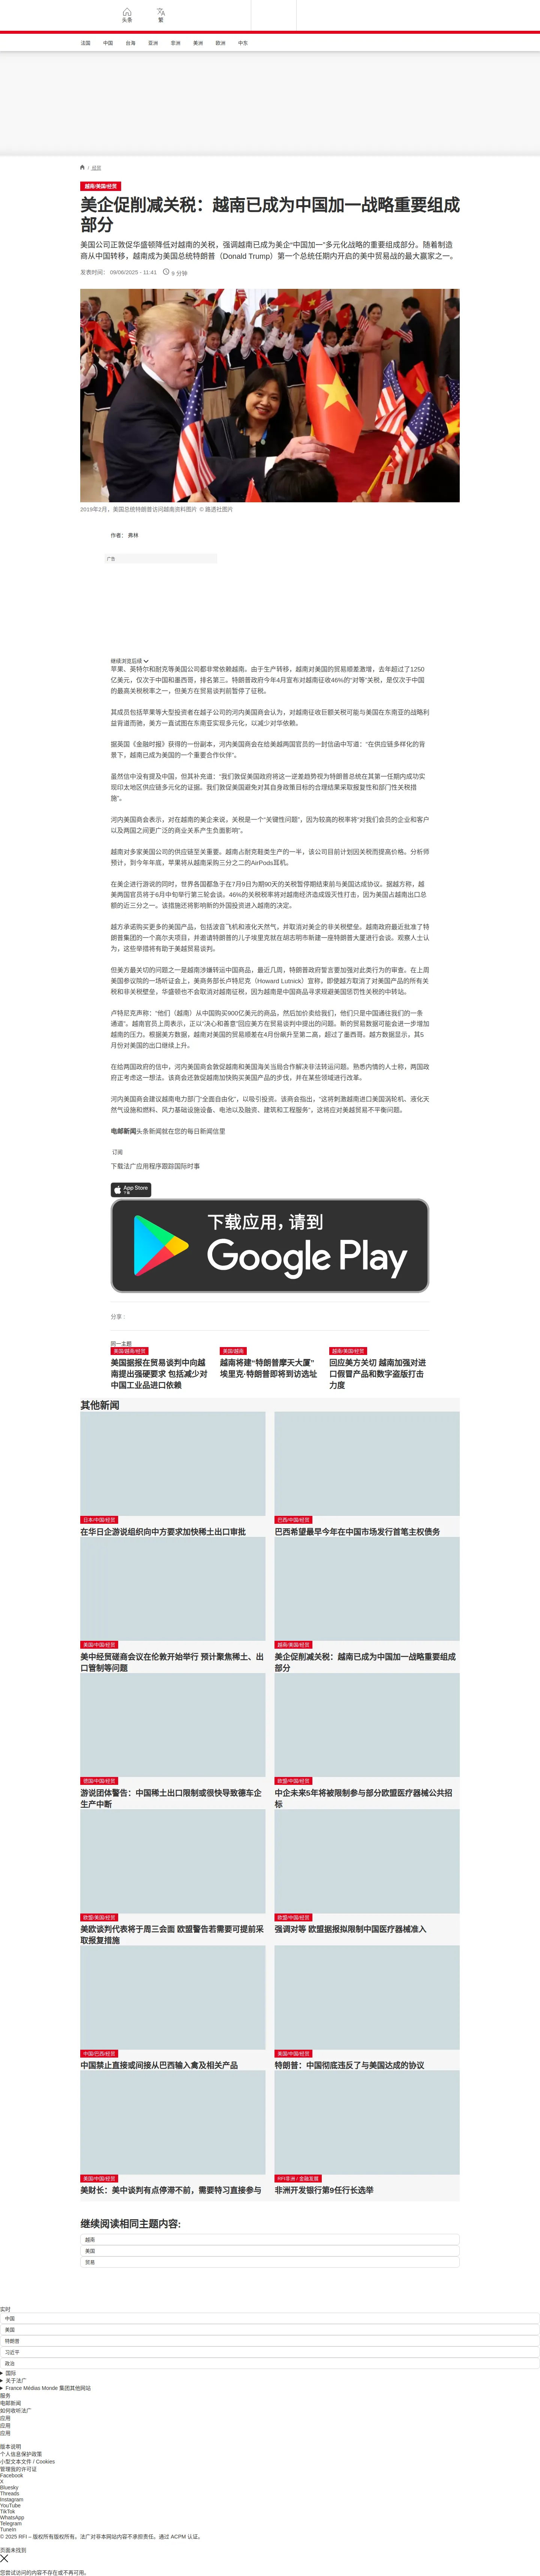 头条
繁
法国
中国
台海
亚洲
非洲
美洲
欧洲
中东
/ 经贸
越南/美国/经贸
美企促削减关税：越南已成为中国加一战略重要组成
部分
美国公司正敦促华盛顿降低对越南的关税，强调越南已成为美企“中国加一”多元化战略的重要组成部分。随着制造
商从中国转移，越南成为美国总统特朗普（Donald Trump）第一个总统任期内开启的美中贸易战的最大赢家之一。
发表时间： 09/06/2025 - 11:41
9 分钟
2019年2月，美国总统特朗普访问越南资料图片 © 路透社图片
作者： 弗林
广告
继续浏览后续
苹果、英特尔和耐克等美国公司都非常依赖越南。由于生产转移，越南对美国的贸易顺差激增，去年超过了1250
亿美元，仅次于中国和墨西哥，排名第三。特朗普政府今年4月宣布对越南征收46%的“对等”关税，是仅次于中国
的最高关税税率之一，但美方在贸易谈判前暂停了征税。
其成员包括苹果等大型投资者在越子公司的河内美国商会认为，对越南征收巨额关税可能与美国在东南亚的战略利
益背道而驰，美方一直试图在越南亚实现多元化，以减少对华依赖。
据英国《金融时报》获得的一份副本，河内美国商会在给美越两国官员的一封信函中写道：“在供应链多样化的背
景下，越南已成为美国的一个重要合作伙伴”。
虽然信中没有提及中国，但其补充道：“我们敦促美国政府将这一逆差趋势视为特朗普总统在其第一任期内成功实
现印太地区供应链多元化的证据。我们敦促美国避免对其自身政策目标的合理结果采取报复性和部门性关税措
施”。
河内美国商会表示，对在越南的美企来说，关税是一个“关键性问题”，因为较高的税率将“对我们会员的企业和客户
以及两国之间更广泛的商业关系产生负面影响”。
越南对多家美国公司的供应链至关重要。越南占耐克鞋类生产的一半，该公司目前计划因关税而提高价格。分析师
预计，到今年年底，苹果将从越南采购三分之二的AirPods耳机。
在美企进行游说的同时，世界各国都急于在7月9日为期90天的关税暂停期结束前与美国达成协议。据越方称，越
美两国官员将于6月中旬举行第三轮会谈。46%的关税税率将对越南经济造成毁灭性打击，因为美国占越南出口总
额的近三分之一。该措施还将影响新的外国投资进入越南的决定。
越方承诺购买更多的美国产品，包括波音飞机和液化天然气，并取消对美企的非关税壁垒。越南政府最近批准了特
朗普集团的一个高尔夫项目，并邀请特朗普的儿子埃里克就在胡志明市新建一座特朗普大厦进行会谈。观察人士认
为，这些举措将有助于美越贸易谈判。
但美方最关切的问题之一是越南涉嫌转运中国商品，最近几周，特朗普政府誓言要加强对此类行为的审查。在上周
美国参议院的一场听证会上，美商务部长卢特尼克（Howard Lutnick）宣称，即使越方取消了对美国产品的所有关
税和非关税壁垒，华盛顿也不会取消对越南征税，因为越南是中国商品寻求规避美国惩罚性关税的中转站。
卢特尼克声称：“他们（越南）从中国购买900亿美元的商品，然后加价卖给我们，他们只是中国通往我们的一条
通道”。越南官员上周表示，正以“决心和善意”回应美方在贸易谈判中提出的问题。新的贸易数据可能会进一步增加
越南的压力。根据美方数据，越南对美国的贸易顺差在4月份飙升至第二高，超过了墨西哥。越方数据显示，其5
月份对美国的出口继续上升。
在给两国政府的信中，河内美国商会敦促越南和美国海关当局合作解决非法转运问题。熟悉内情的人士称，两国政
府正考虑这一想法。该商会还敦促越南加快购买美国产品的步伐，并在某些领域进行改革。
河内美国商会建议越南电力部门“全面自由化”，以吸引投资。该商会指出，“这将刺激越南进口美国涡轮机、液化天
然气设施和燃料、风力基础设施设备、电池以及融资、建筑和工程服务”，这将应对美越贸易不平衡问题。
电邮新闻头条新闻就在您的每日新闻信里
订阅
下载法广应用程序跟踪国际时事
App Store
下载
下载应用，请到
Google Play
分享 :
同一主题
美国/越南/经贸
美国据报在贸易谈判中向越
南提出强硬要求 包括减少对
中国工业品进口依赖
美国/越南
越南将建“特朗普摩天大厦”
埃里克·特朗普即将到访选址
越南/美国/经贸
回应美方关切 越南加强对进
口假冒产品和数字盗版打击
力度
其他新闻
日本/中国/经贸
在华日企游说组织向中方要求加快稀土出口审批
巴西/中国/经贸
巴西希望最早今年在中国市场发行首笔主权债务
美国/中国/经贸
美中经贸磋商会议在伦敦开始举行 预计聚焦稀土、出
口管制等问题
越南/美国/经贸
美企促削减关税：越南已成为中国加一战略重要组成
部分
德国/中国/经贸
游说团体警告：中国稀土出口限制或很快导致德车企
生产中断
欧盟/中国/经贸
中企未来5年将被限制参与部分欧盟医疗器械公共招
标
欧盟/美国/经贸
美欧谈判代表将于周三会面 欧盟警告若需要可提前采
取报复措施
欧盟/中国/经贸
强调对等 欧盟据报拟限制中国医疗器械准入
中国/巴西/经贸
中国禁止直接或间接从巴西输入禽及相关产品
美国/中国/经贸
特朗普：中国彻底违反了与美国达成的协议
美国/中国/经贸
美财长：美中谈判有点停滞不前，需要特习直接参与
RFI非洲 / 金融发展
非洲开发银行第9任行长选举
继续阅读相同主题内容:
越南
美国
贸易
实时
中国
美国
特朗普
习近平
政治
国际
关于法广
France Médias Monde 集团其他网站
服务
电邮新闻
如何收听法广
应用
应用
应用
版本说明
个人信息保护政策
小型文本文件 / Cookies
管理我的许可证
Facebook
X
Bluesky
Threads
Instagram
YouTube
TikTok
WhatsApp
Telegram
TuneIn
© 2025 RFI – 版权所有版权所有。法广对非本网站内容不承担责任。通过 ACPM 认证。
页面未找到
您尝试访问的内容不存在或不再可用。